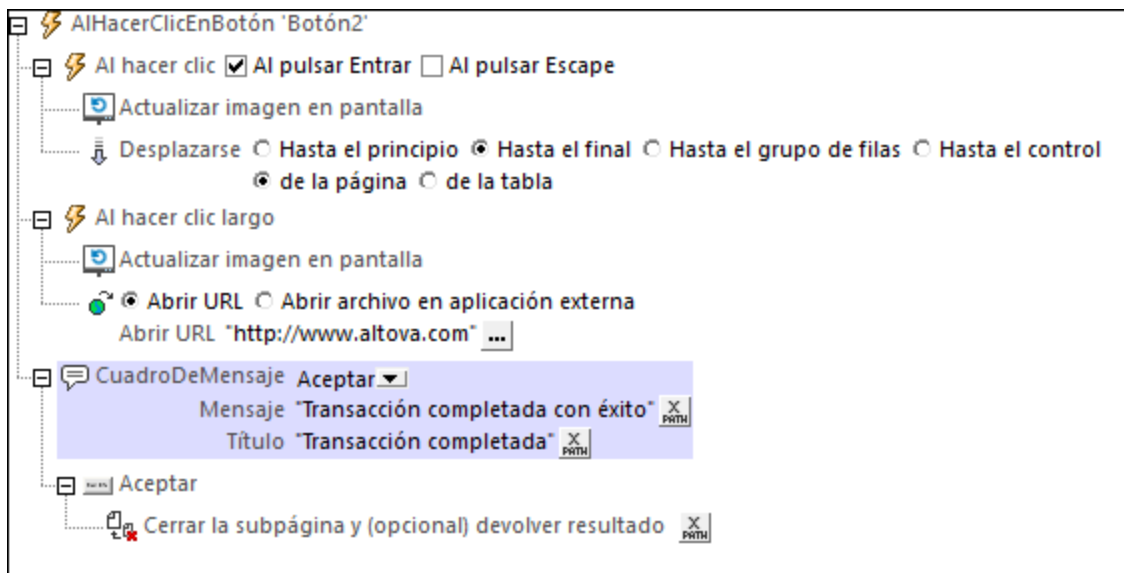 AlHacerClicEnBotón 'Botón2'
Al hacer clic Al pulsar Entrar Al pulsar Escape
Actualizar imagen en pantalla
Desplazarse Hasta el principio Hasta el final Hasta el grupo de filas Hasta el control
de la página de la tabla
Al hacer clic largo
Actualizar imagen en pantalla
Abrir URL Abrir archivo en aplicación externa
Abrir URL "http://www.altova.com" ...
CuadroDeMensaje Aceptar
Mensaje "Transacción completada con éxito" X PATH
Título "Transacción completada" X PATH
Aceptar
Cerrar la subpágina y (opcional) devolver resultado X PATH